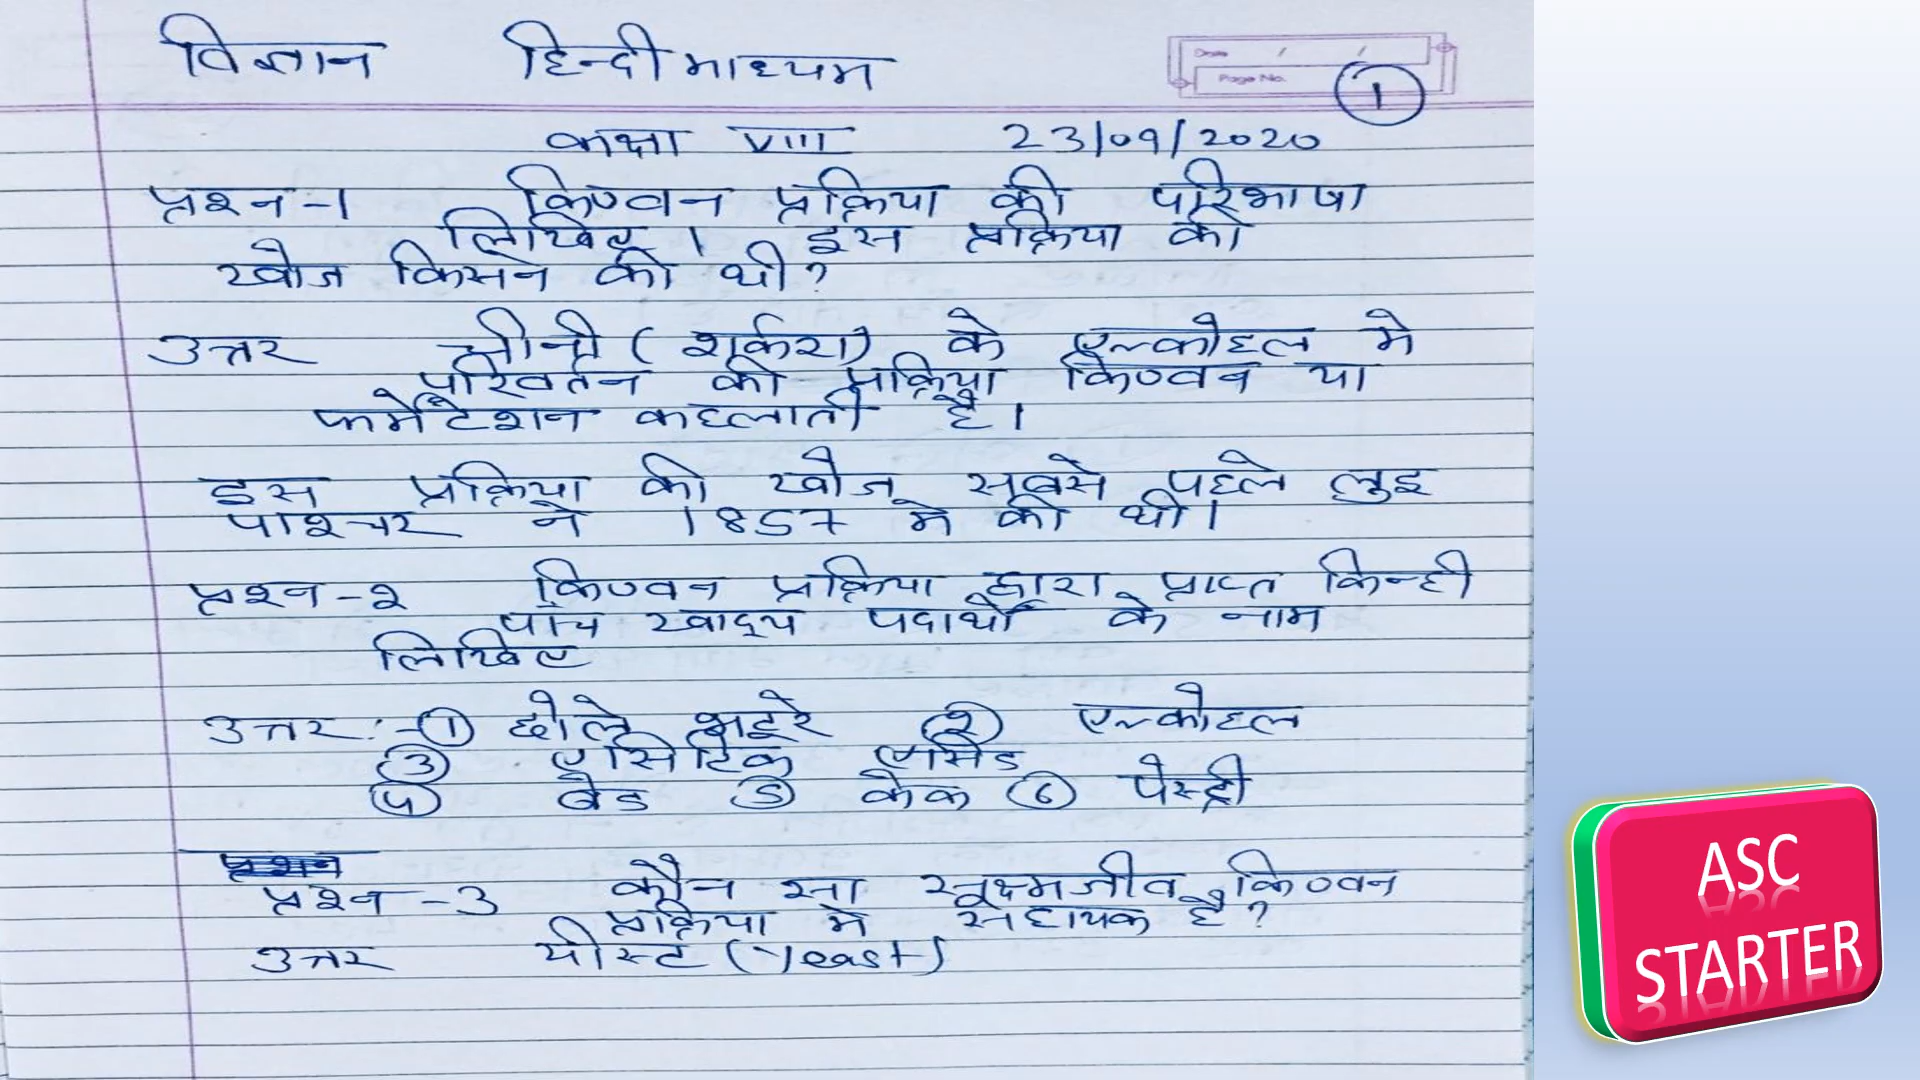 विज्ञान हिन्दी माध्यम
Date / /
Page No. 1
कक्षा VIII 23/09/2020
प्रश्न-1 किण्वन प्रक्रिया की परिभाषा
लिखिए। इस प्रक्रिया की
खोज किसने की थी?
उत्तर चीनी (शर्करा) के एल्कोहल मे
परिवर्तन की प्रक्रिया किण्वन या
फर्मेंटेशन कहलाती है।
इस प्रक्रिया की खोज सबसे पहले लुइ
पाश्चर ने 1857 मे की थी।
प्रश्न-२ किण्वन प्रक्रिया द्वारा प्राप्त किन्ही
पांच खाद्य पदार्थों के नाम
लिखिए
उत्तर:- 1 छोले भटूरे २ एल्कोहल
3 एसिटिक एसिड
4 ब्रेड 5 केक 6 पेस्ट्री
प्रश्न-3 कौन सा सूक्ष्मजीव किण्वन
प्रक्रिया मे सहायक है?
उत्तर यीस्ट (Yeast)
ASC
STARTER